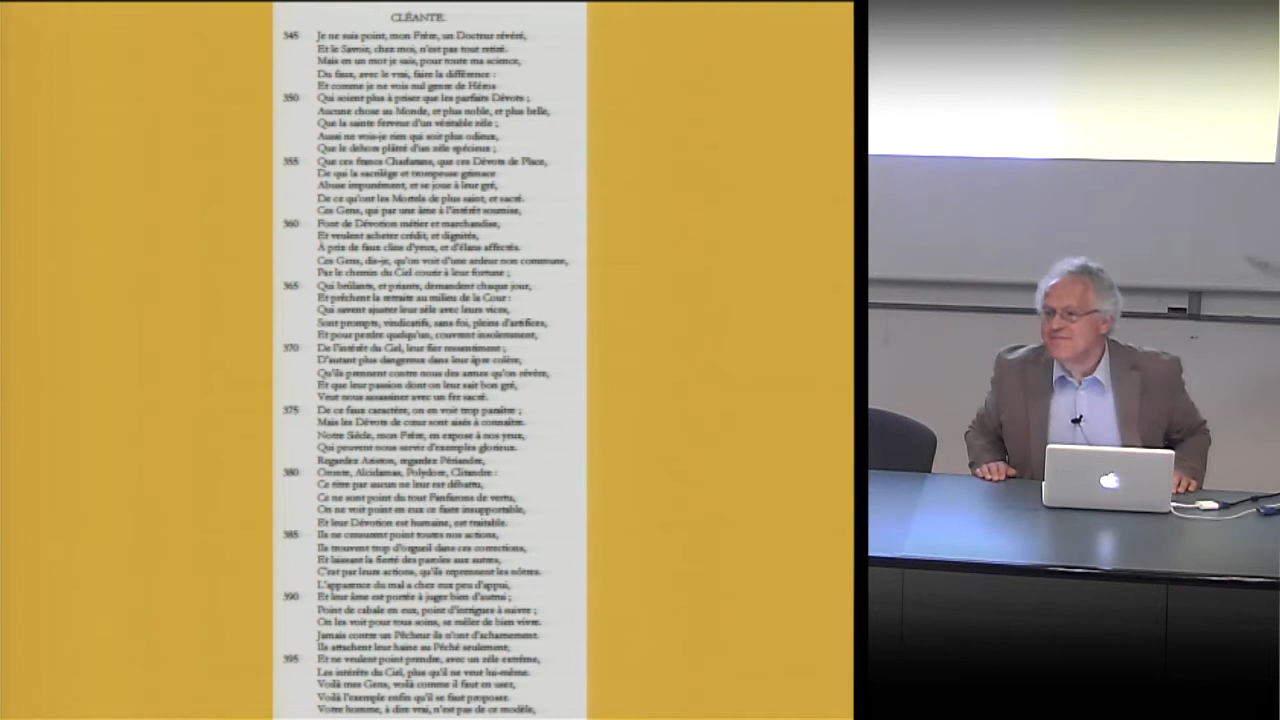 CLÉANTE.
345 Je ne suis point, mon Frère, un Docteur révéré,
Et le Savoir, chez moi, n'est pas tout retiré.
Mais en un mot je sais, pour toute ma science,
Du faux, avec le vrai, faire la différence :
Et comme je ne vois nul genre de Héros
350 Qui soient plus à priser que les parfaits Dévots ;
Aucune chose au Monde, et plus noble, et plus belle,
Que la sainte ferveur d'un véritable zèle ;
Aussi ne vois-je rien qui soit plus odieux,
Que le dehors plâtré d'un zèle spécieux ;
355 Que ces francs Charlatans, que ces Dévots de Place,
De qui la sacrilège et trompeuse grimace
Abuse impunément, et se joue à leur gré,
De ce qu'ont les Mortels de plus saint, et sacré.
Ces Gens, qui par une âme à l'intérêt soumise,
360 Font de Dévotion métier et marchandise,
Et veulent acheter crédit, et dignités,
À prix de faux clins d'yeux, et d'élans affectés.
Ces Gens, dis-je, qu'on voit d'une ardeur non commune,
Par le chemin du Ciel courir à leur fortune ;
365 Qui brûlants, et priants, demandent chaque jour,
Et prêchent la retraite au milieu de la Cour :
Qui savent ajuster leur zèle avec leurs vices,
Sont prompts, vindicatifs, sans foi, pleins d'artifices,
Et pour perdre quelqu'un, couvrent insolemment,
370 De l'intérêt du Ciel, leur fier ressentiment ;
D'autant plus dangereux dans leur âpre colère,
Qu'ils prennent contre nous des armes qu'on révère,
Et que leur passion dont on leur sait bon gré,
Veut nous assassiner avec un fer sacré.
375 De ce faux caractère, on en voit trop paraître ;
Mais les Dévots de cœur sont aisés à connaître.
Notre Siècle, mon Frère, en expose à nos yeux,
Qui peuvent nous servir d'exemples glorieux.
Regardez Ariston, regardez Périandre,
380 Oronte, Alcidamas, Polydore, Clitandre :
Ce titre par aucun ne leur est débattu,
Ce ne sont point du tout Fanfarons de vertu,
On ne voit point en eux ce faste insupportable,
Et leur Dévotion est humaine, est traitable.
385 Ils ne censurent point toutes nos actions,
Ils trouvent trop d'orgueil dans ces corrections,
Et laissant la fierté des paroles aux autres,
C'est par leurs actions, qu'ils reprennent les nôtres.
L'apparence du mal a chez eux peu d'appui,
390 Et leur âme est portée à juger bien d'autrui ;
Point de cabale en eux, point d'intrigues à suivre ;
On les voit pour tous soins, se mêler de bien vivre.
Jamais contre un Pécheur ils n'ont d'acharnement.
Ils attachent leur haine au Péché seulement,
395 Et ne veulent point prendre, avec un zèle extrême,
Les intérêts du Ciel, plus qu'il ne veut lui-même.
Voilà mes Gens, voilà comme il faut en user,
Voilà l'exemple enfin qu'il se faut proposer.
Votre homme, à dire vrai, n'est pas de ce modèle,